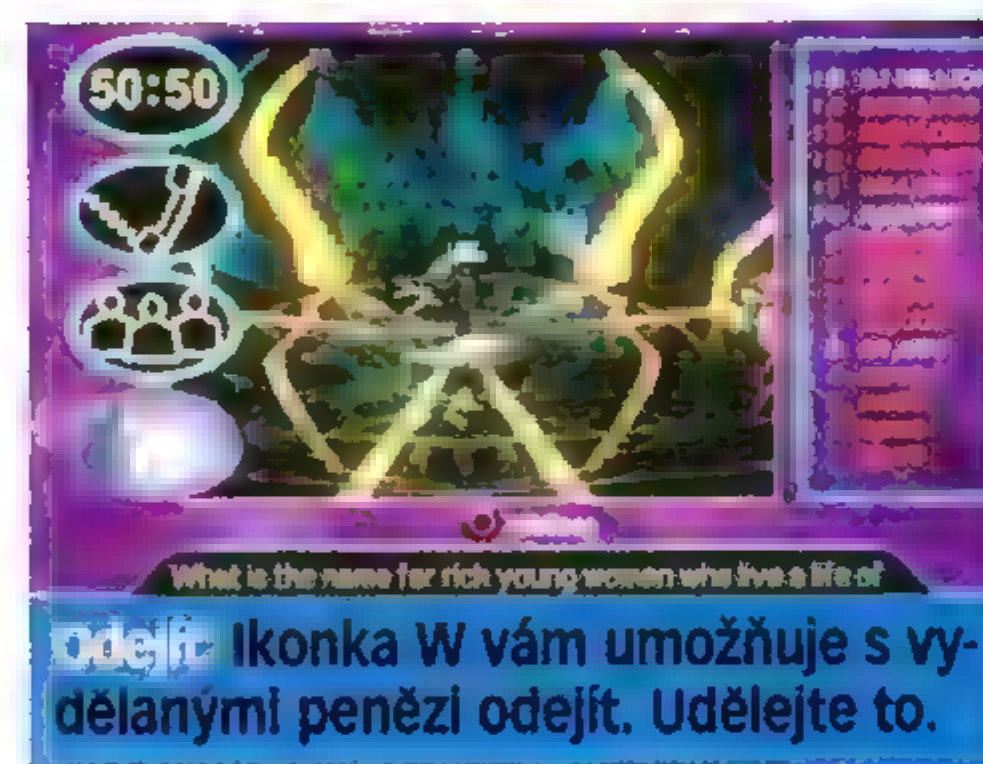 50:50
What is the name for rich young women who live a life of
odejít: Ikonka W vám umožňuje s vy-
dělanými penězi odejít. Udělejte to.